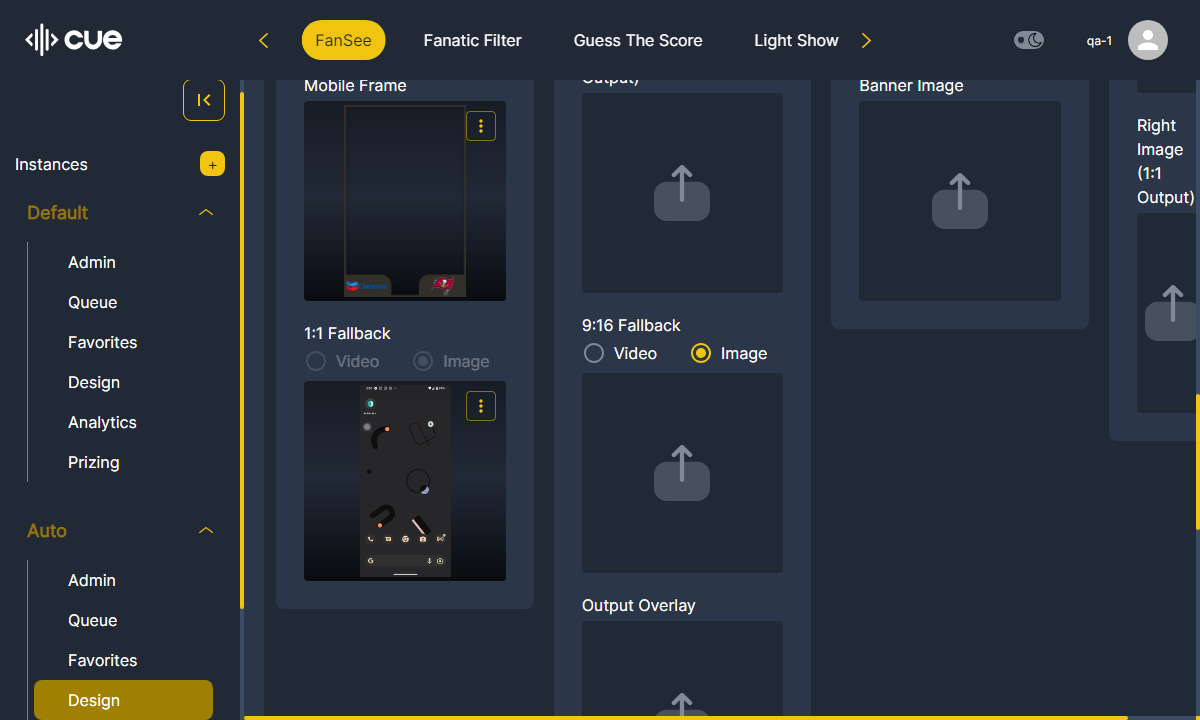 cue
FanSee
Fanatic Filter
Guess The Score
Light Show
qa-1
Instances
+
Default
Admin
Queue
Favorites
Design
Analytics
Prizing
Auto
Admin
Queue
Favorites
Design
Mobile Frame
1:1 Fallback
Video
Image
Output)
9:16 Fallback
Video
Image
Output Overlay
Banner Image
Right
Image
(1:1
Output)